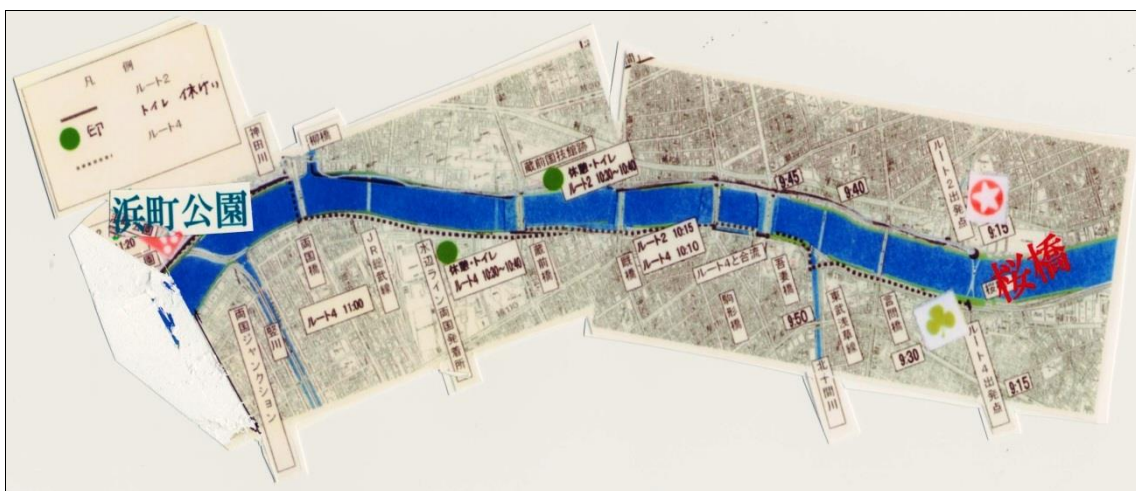 凡 例
ルート2
トイレ 休けい
印
ルート4
浜町公園
神田川
柳橋
蔵前国技館跡
休憩・トイレ
ルート2 10:30~10:40
9:45
9:40
ルート2出発点
9:15
桜橋
両国橋
JR総武線
水辺ライン両国発着所
休憩・トイレ
ルート4 10:30~10:40
蔵前橋
厩橋
ルート2 10:15
ルート4 10:10
ルート4と合流
駒形橋
吾妻橋
9:50
東武浅草線
言問橋
9:30
ルート4出発点
9:15
北十間川
ルート4 11:00
両国ジャンクション
竪川